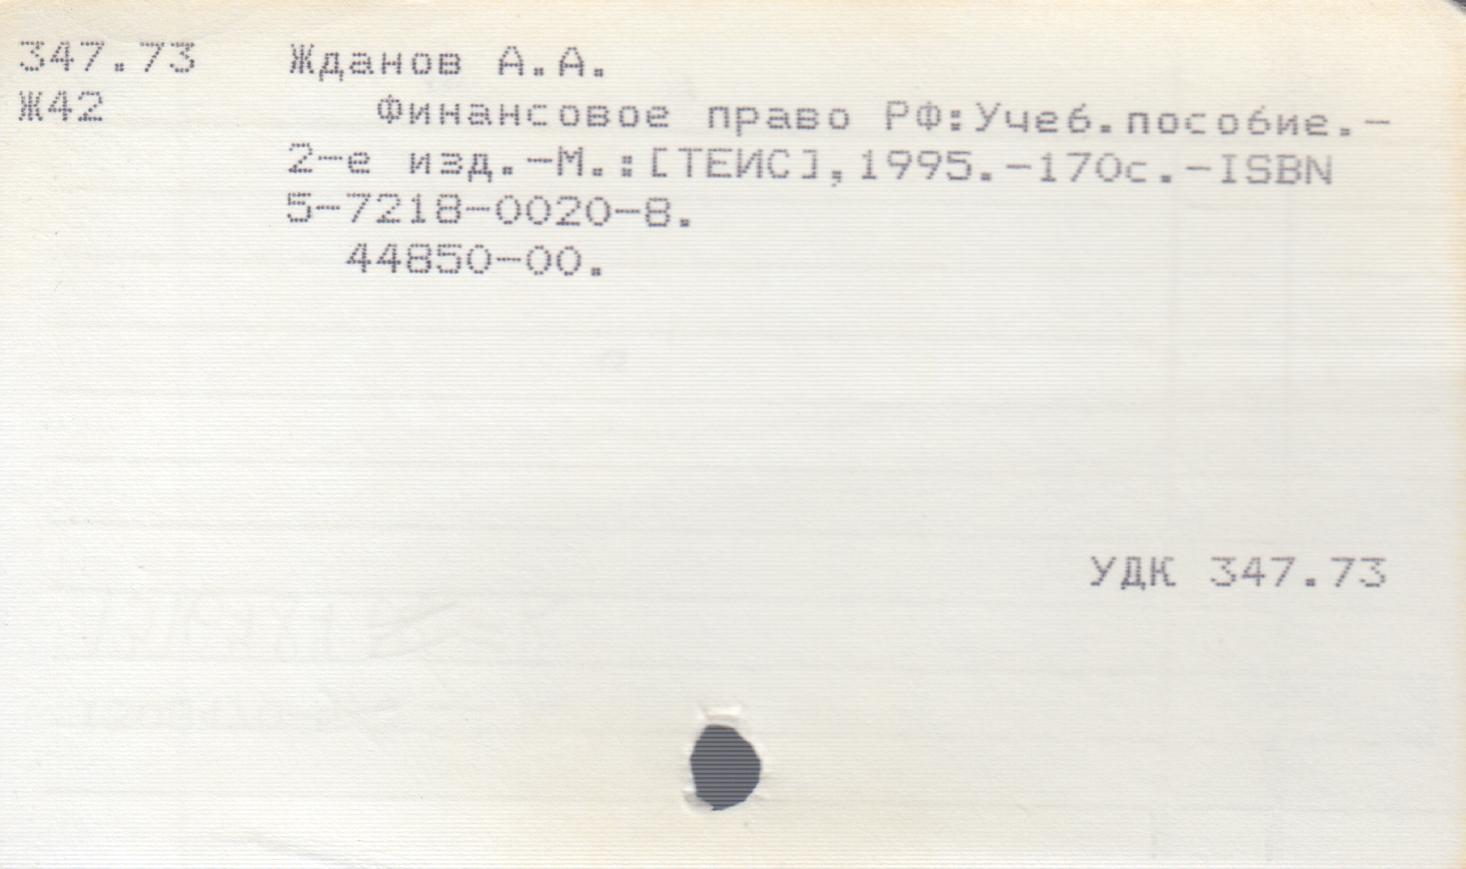 347.73 Жданов А.А.
Ж42 Финансовое право РФ:Учеб.пособие.-
2-е изд.-М.:[ТЕИС],1995.-170с.-ISBN
5-7218-0020-8.
44850-00.
УДК 347.73